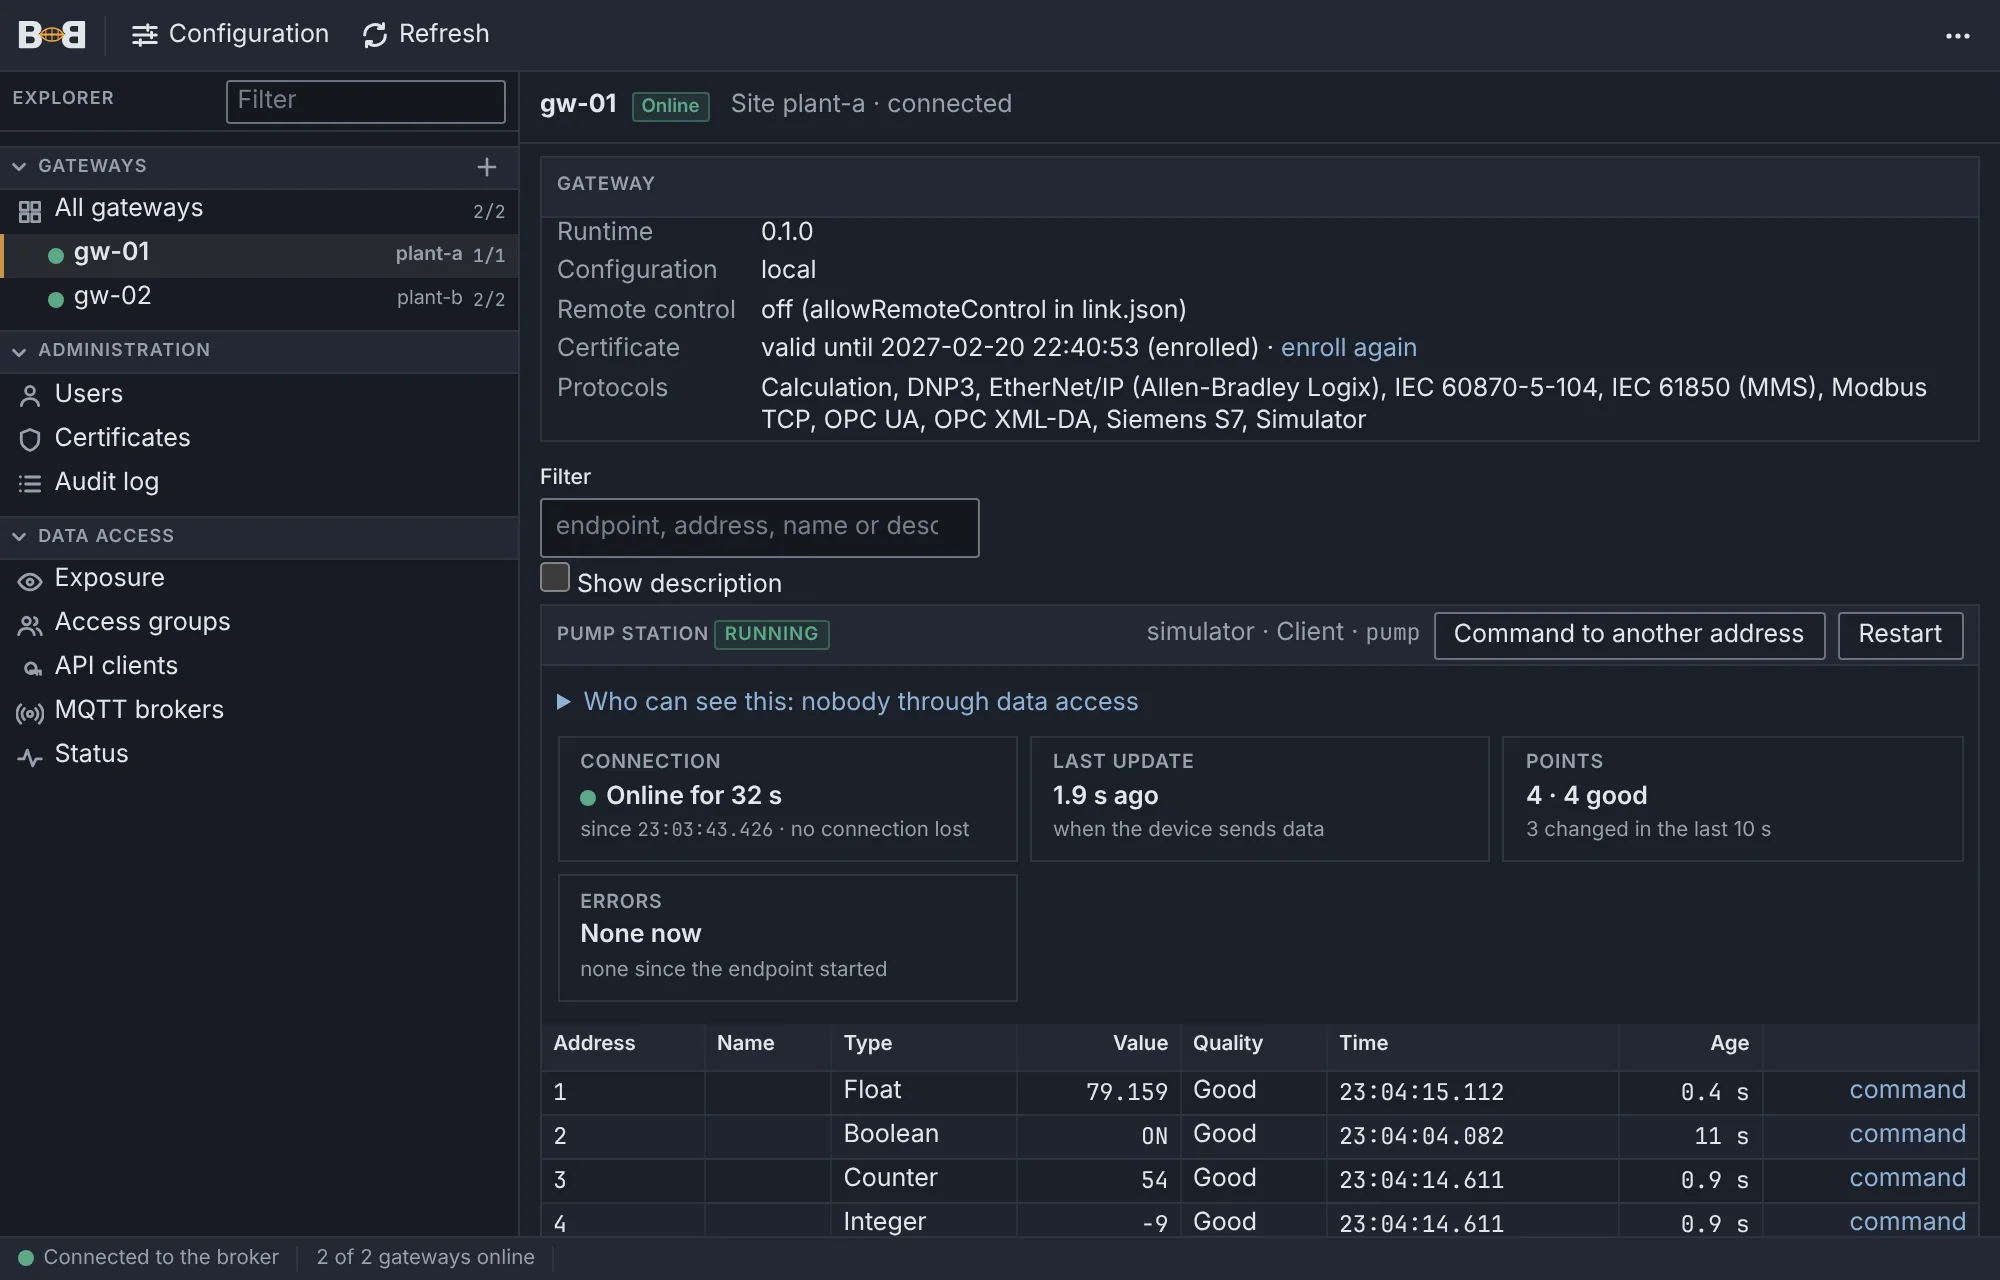 BB
Configuration
Refresh
EXPLORER
Filter
GATEWAYS
All gateways 2/2
gw-01 plant-a 1/1
gw-02 plant-b 2/2
ADMINISTRATION
Users
Certificates
Audit log
DATA ACCESS
Exposure
Access groups
API clients
MQTT brokers
Status
gw-01 Online Site plant-a · connected
GATEWAY
Runtime 0.1.0
Configuration local
Remote control off (allowRemoteControl in link.json)
Certificate valid until 2027-02-20 22:40:53 (enrolled) · enroll again
Protocols Calculation, DNP3, EtherNet/IP (Allen-Bradley Logix), IEC 60870-5-104, IEC 61850 (MMS), Modbus
TCP, OPC UA, OPC XML-DA, Siemens S7, Simulator
Filter
endpoint, address, name or desc
Show description
PUMP STATION RUNNING simulator · Client · pump Command to another address Restart
Who can see this: nobody through data access
CONNECTION
Online for 32 s
since 23:03:43.426 · no connection lost
LAST UPDATE
1.9 s ago
when the device sends data
POINTS
4 · 4 good
3 changed in the last 10 s
ERRORS
None now
none since the endpoint started
Address Name Type Value Quality Time Age
1 Float 79.159 Good 23:04:15.112 0.4 s command
2 Boolean ON Good 23:04:04.082 11 s command
3 Counter 54 Good 23:04:14.611 0.9 s command
4 Integer -9 Good 23:04:14.611 0.9 s command
Connected to the broker
2 of 2 gateways online